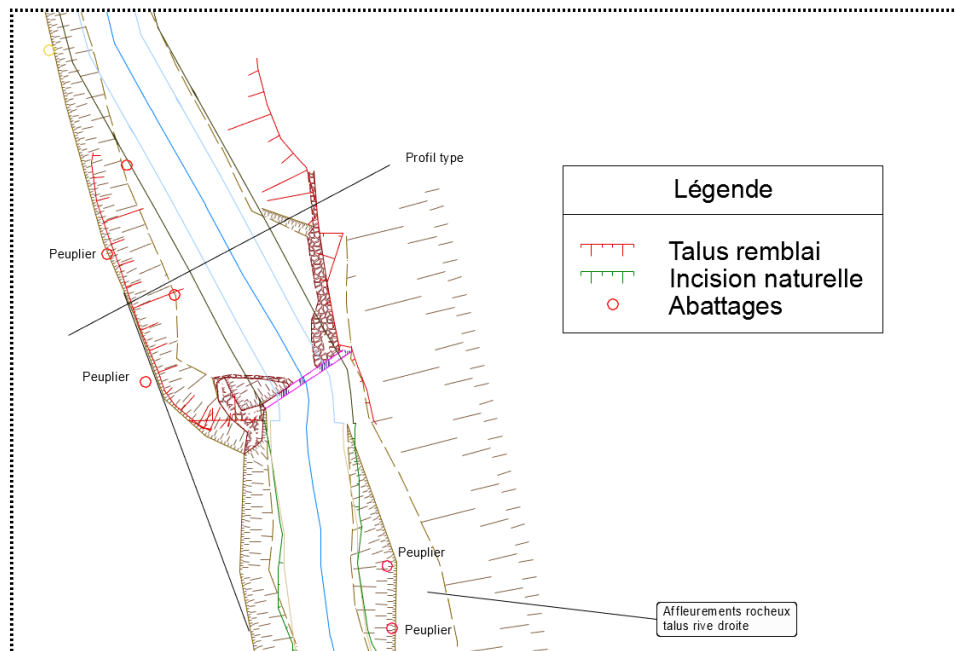 Profil type
Légende
Peuplier
Talus remblai
Incision naturelle
Abattages
Peuplier
Peuplier
Affleurements rocheux
talus rive droite
Peuplier